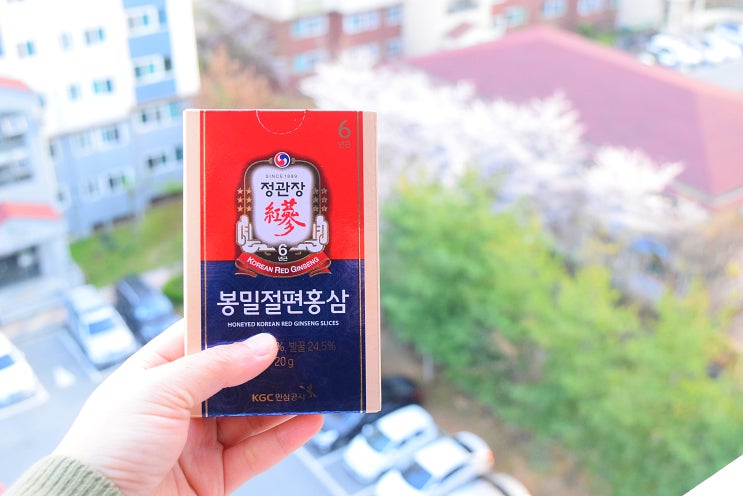 6
년근
SINCE 1899
정관장
紅蔘
6
년근
KOREAN RED GINSENG
봉밀절편홍삼
HONEYED KOREAN RED GINSENG SLICES
%, 벌꿀 24.5%
20 g
KGC 인삼공사